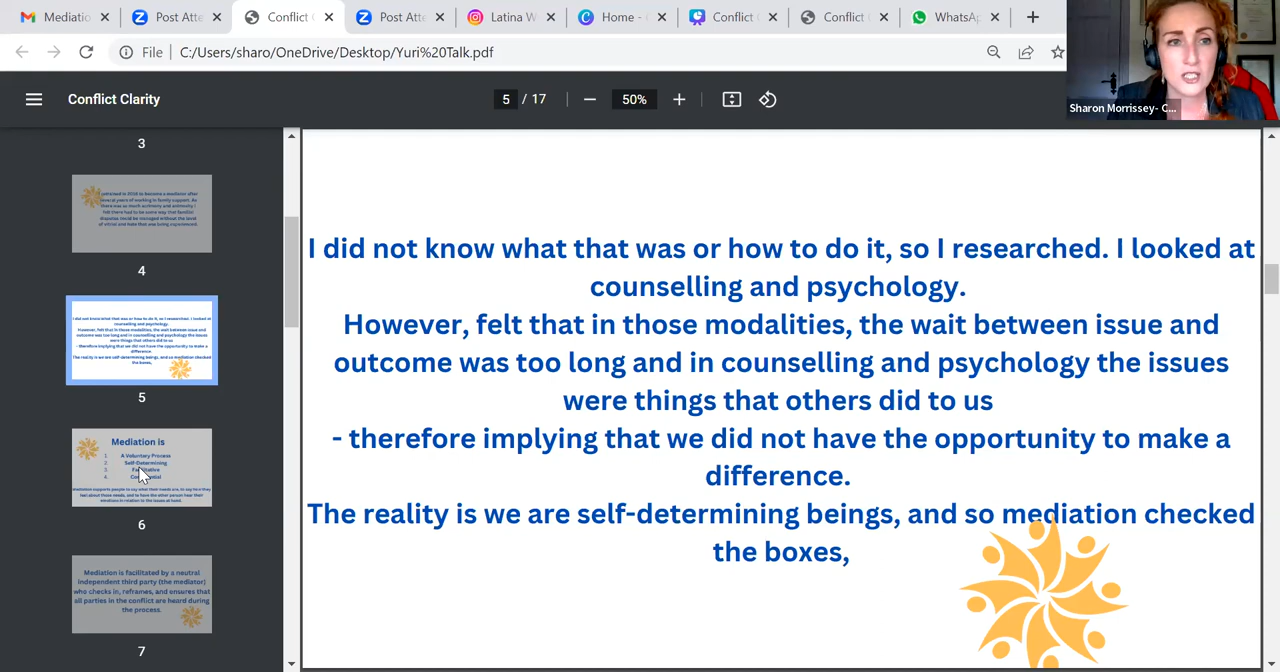 Mediatio
Post Atte
Conflict C
Post Atte
Latina W
Home -
Conflict
Conflict C
WhatsAp
File
C:/Users/sharo/OneDrive/Desktop/Yuri%20Talk.pdf
Sharon Morrissey- C...
Conflict Clarity
5 / 17
50%
3
4
5
Mediation is
1 A Voluntary Process
2 Self-Determining
3
4
6
Mediation is facilitated by a neutral
independent third party (the mediator)
who checks in, reframes, and ensures that
all parties in the conflict are heard during
the process.
7
I did not know what that was or how to do it, so I researched. I looked at
counselling and psychology.
However, felt that in those modalities, the wait between issue and
outcome was too long and in counselling and psychology the issues
were things that others did to us
- therefore implying that we did not have the opportunity to make a
difference.
The reality is we are self-determining beings, and so mediation checked
the boxes,